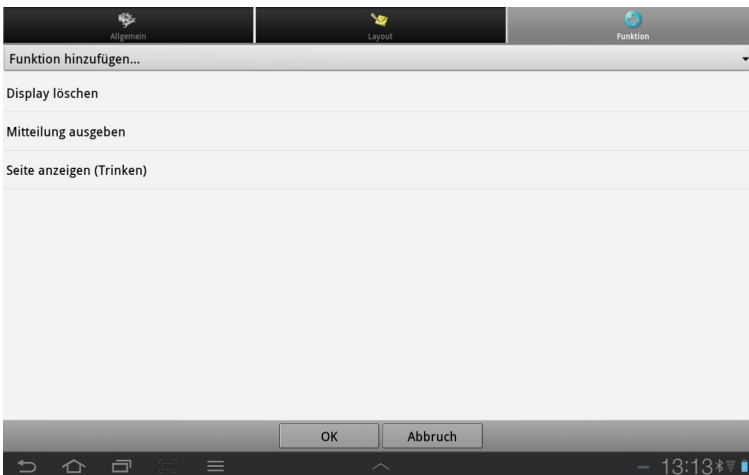 Allgemein
Layout
Funktion
Funktion hinzufügen...
Display löschen
Mitteilung ausgeben
Seite anzeigen (Trinken)
OK
Abbruch
13:13